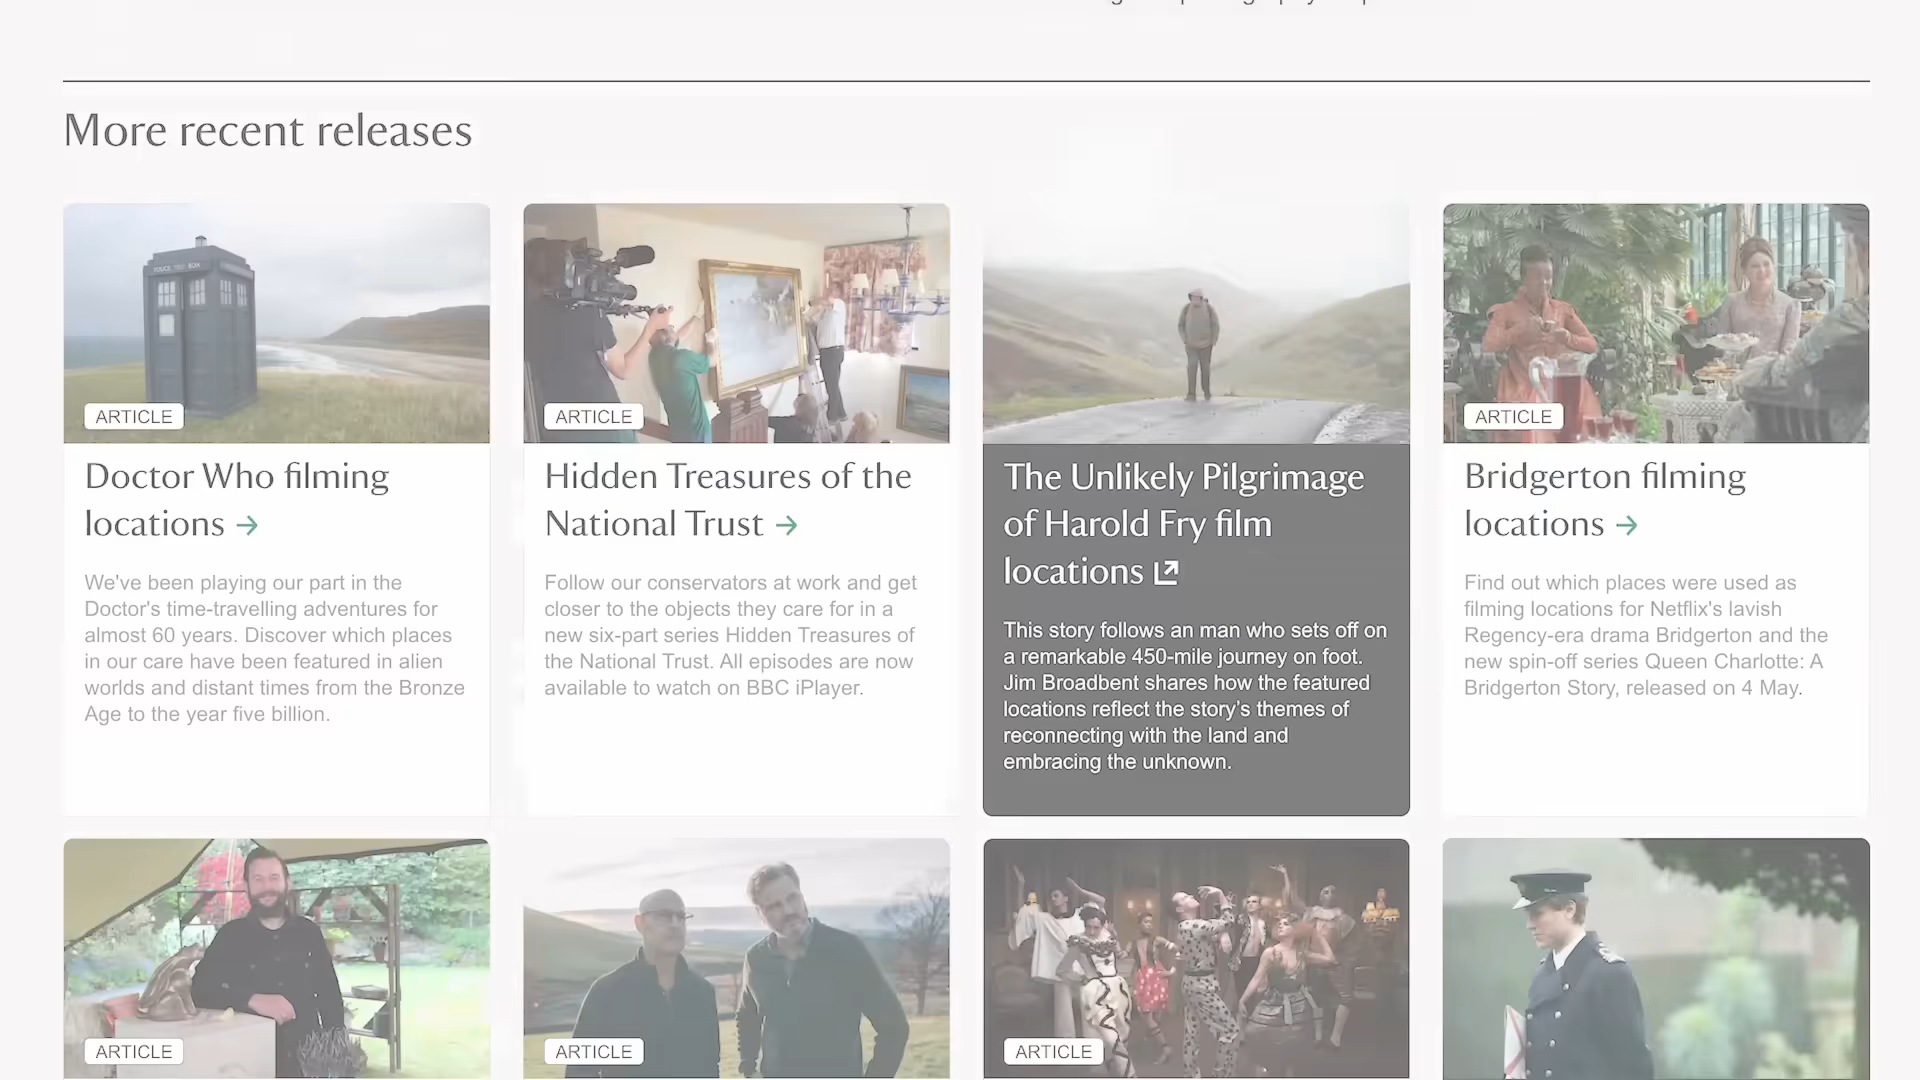 More recent releases
ARTICLE
Doctor Who filming
locations →
We've been playing our part in the
Doctor's time-travelling adventures for
almost 60 years. Discover which places
in our care have been featured in alien
worlds and distant times from the Bronze
Age to the year five billion.
ARTICLE
Hidden Treasures of the
National Trust →
Follow our conservators at work and get
closer to the objects they care for in a
new six-part series Hidden Treasures of
the National Trust. All episodes are now
available to watch on BBC iPlayer.
The Unlikely Pilgrimage
of Harold Fry film
locations
This story follows an man who sets off on
a remarkable 450-mile journey on foot.
Jim Broadbent shares how the featured
locations reflect the story's themes of
reconnecting with the land and
embracing the unknown.
ARTICLE
Bridgerton filming
locations →
Find out which places were used as
filming locations for Netflix's lavish
Regency-era drama Bridgerton and the
new spin-off series Queen Charlotte: A
Bridgerton Story, released on 4 May.
ARTICLE
ARTICLE
ARTICLE